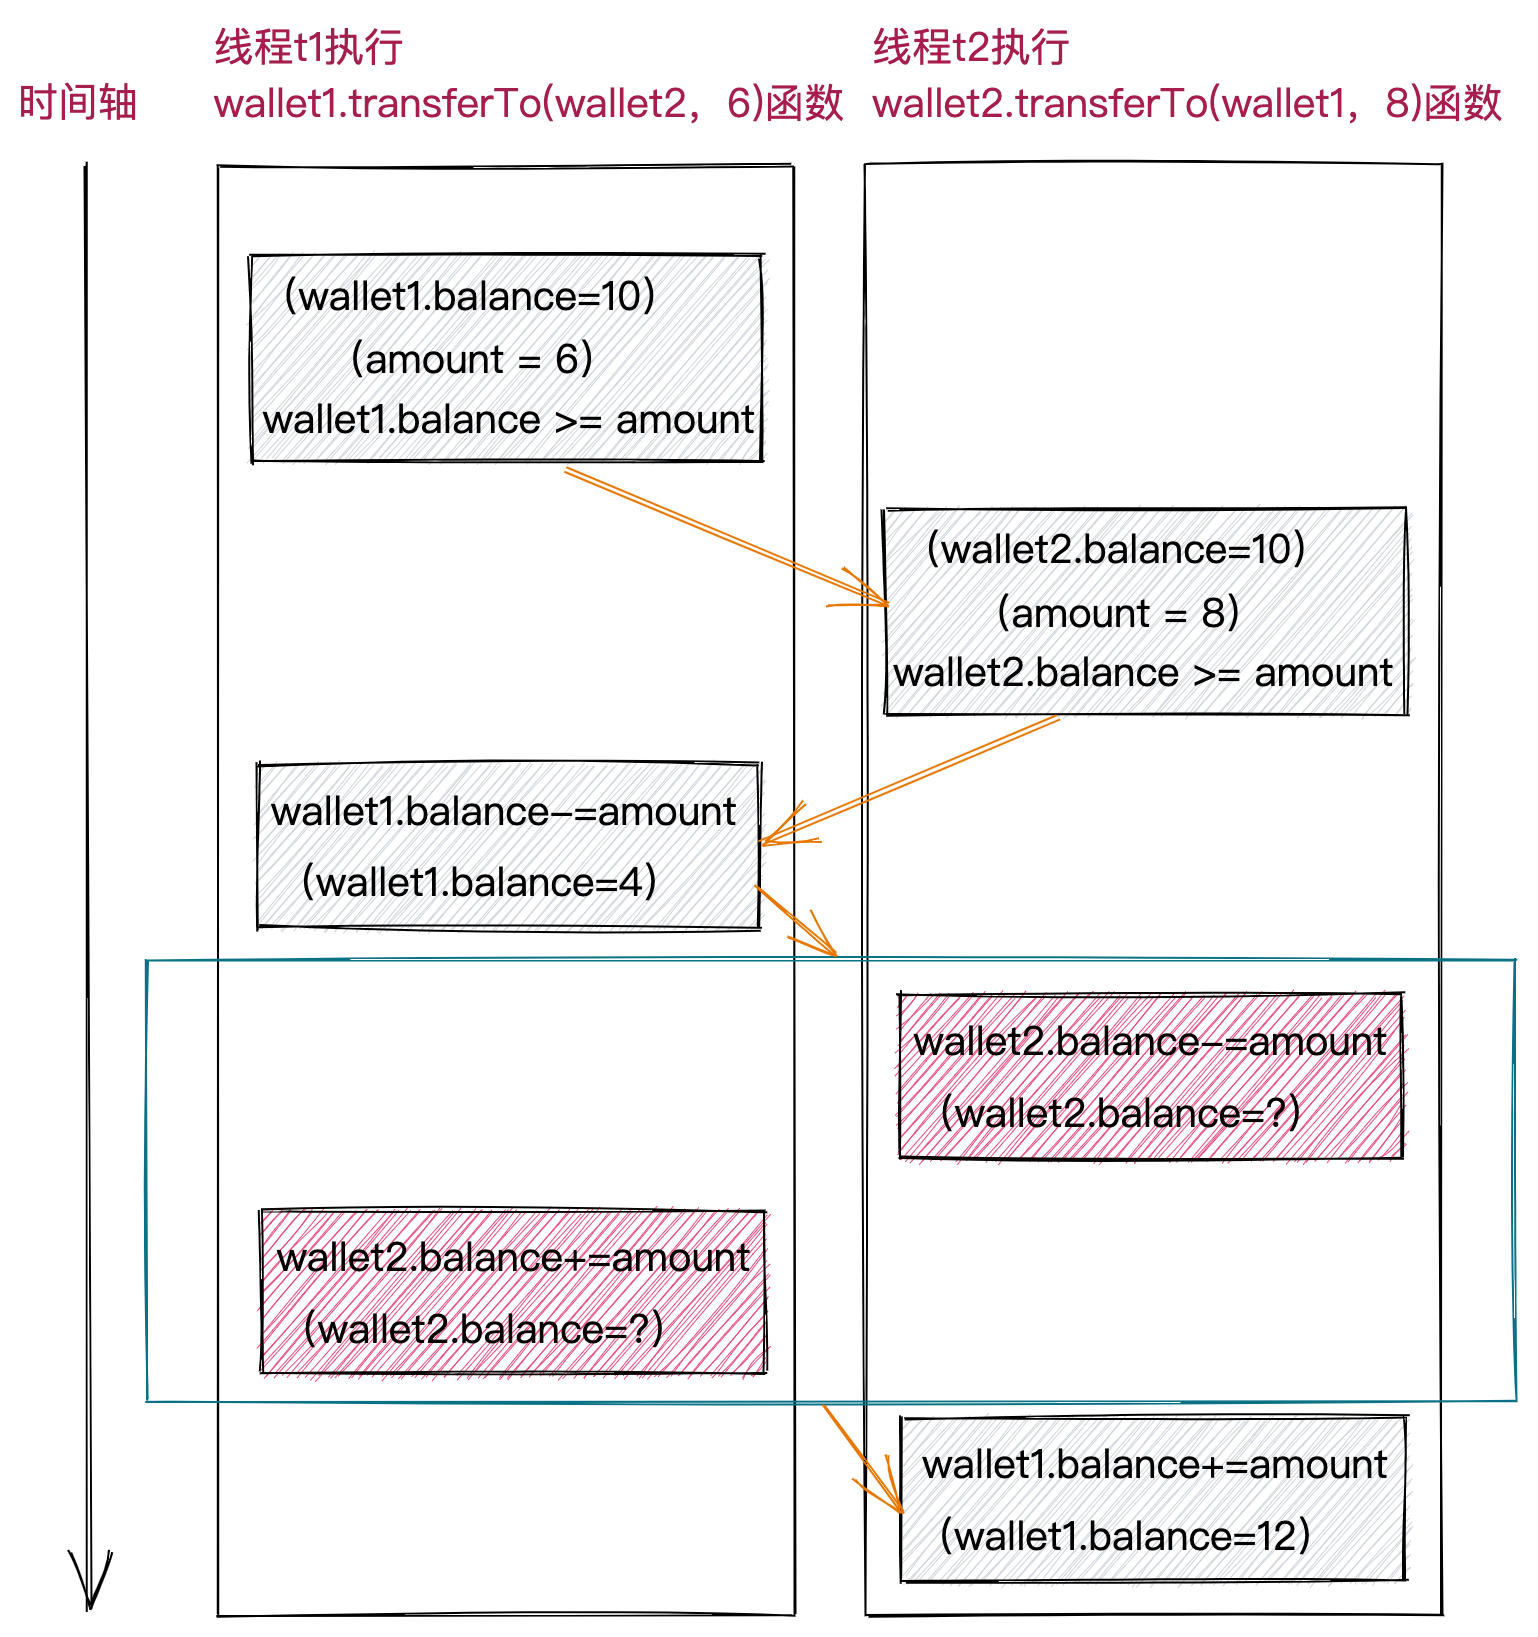 时间轴
线程t1执行
wallet1.transferTo(wallet2，6)函数
线程t2执行
wallet2.transferTo(wallet1，8)函数
(wallet1.balance=10)
(amount = 6)
wallet1.balance >= amount
(wallet2.balance=10)
(amount = 8)
wallet2.balance >= amount
wallet1.balance-=amount
(wallet1.balance=4)
wallet2.balance-=amount
(wallet2.balance=?)
wallet2.balance+=amount
(wallet2.balance=?)
wallet1.balance+=amount
(wallet1.balance=12)